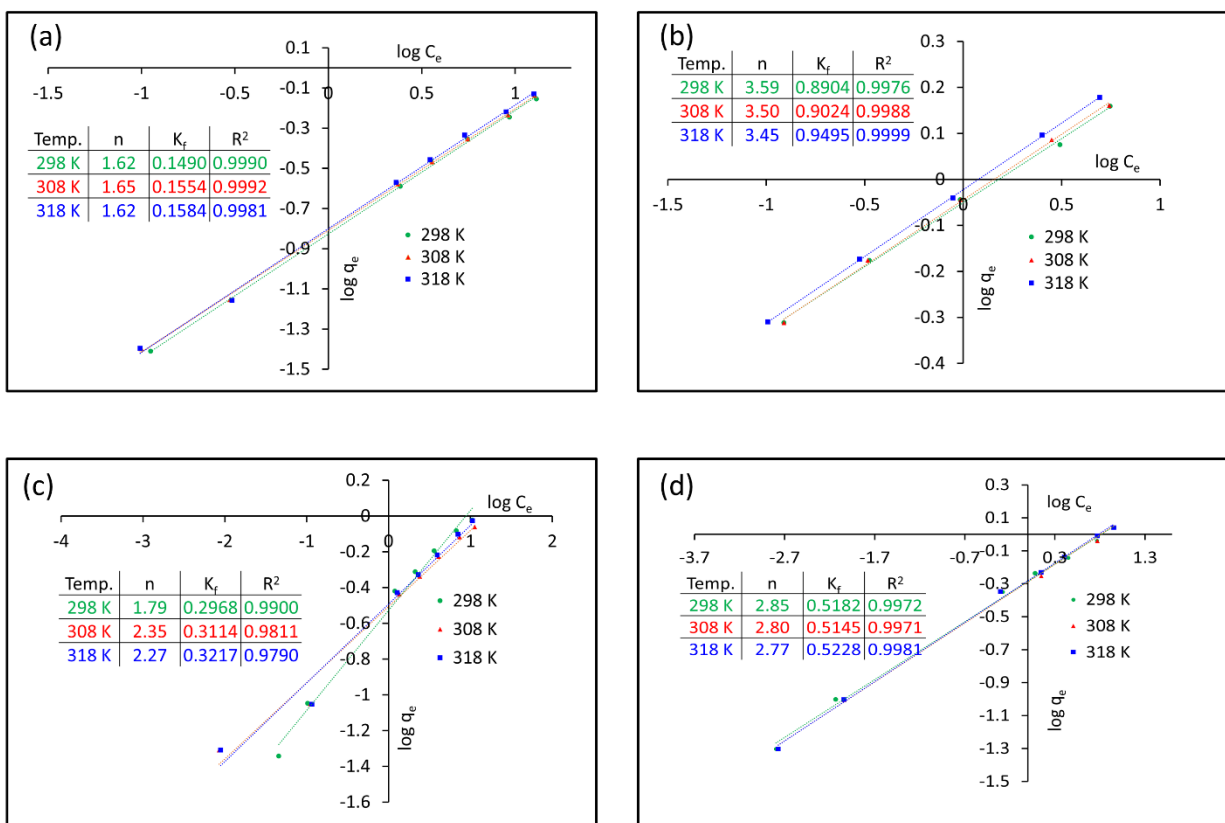 (a)
log Cₑ
0.1
-1.5 -1 -0.5 0 0.5 1
-0.1
-0.3
-0.5
-0.7
-0.9
-1.1
-1.3
-1.5
Temp. n K_f R²
298 K 1.62 0.1490 0.9990
308 K 1.65 0.1554 0.9992
318 K 1.62 0.1584 0.9981
298 K
308 K
318 K
log qₑ
(b)
Temp. n K_f R²
298 K 3.59 0.8904 0.9976
308 K 3.50 0.9024 0.9988
318 K 3.45 0.9495 0.9999
0.3
0.2
0.1
0
-0.1
-0.2
-0.3
-0.4
log Cₑ
-1.5 -1 -0.5 0 0.5 1
298 K
308 K
318 K
log qₑ
(c)
0.2
log Cₑ
0
-4 -3 -2 -1 0 1 2
-0.2
-0.4
-0.6
-0.8
-1
-1.2
-1.4
-1.6
Temp. n K_f R²
298 K 1.79 0.2968 0.9900
308 K 2.35 0.3114 0.9811
318 K 2.27 0.3217 0.9790
298 K
308 K
318 K
log qₑ
(d)
0.3
log Cₑ
0.1
-3.7 -2.7 -1.7 -0.7 0.3 1.3
-0.1
-0.3
-0.5
-0.7
-0.9
-1.1
-1.3
-1.5
Temp. n K_f R²
298 K 2.85 0.5182 0.9972
308 K 2.80 0.5145 0.9971
318 K 2.77 0.5228 0.9981
298 K
308 K
318 K
log qₑ